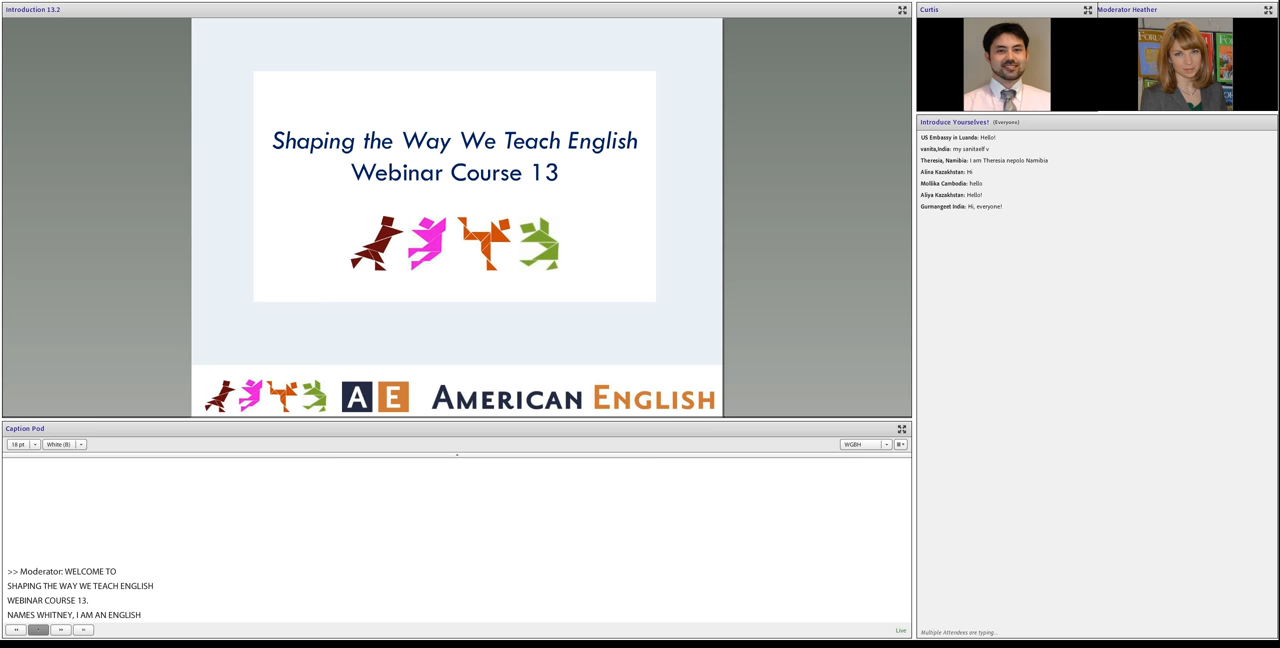 Introduction 13.2
Shaping the Way We Teach English
Webinar Course 13
A E AMERICAN ENGLISH
Caption Pod
18 pt
White (B)
WGBH
>> Moderator: WELCOME TO
SHAPING THE WAY WE TEACH ENGLISH
WEBINAR COURSE 13.
NAMES WHITNEY, I AM AN ENGLISH
Live
Curtis
Moderator Heather
FORUM
Introduce Yourselves! (Everyone)
US Embassy in Luanda: Hello!
vanita,India: my sanitaelf v
Theresia, Namibia: I am Theresia nepolo Namibia
Alina Kazakhstan: Hi
Mollika Cambodia: hello
Aliya Kazakhstan: Hello!
Gurmangeet India: Hi, everyone!
Multiple Attendees are typing...